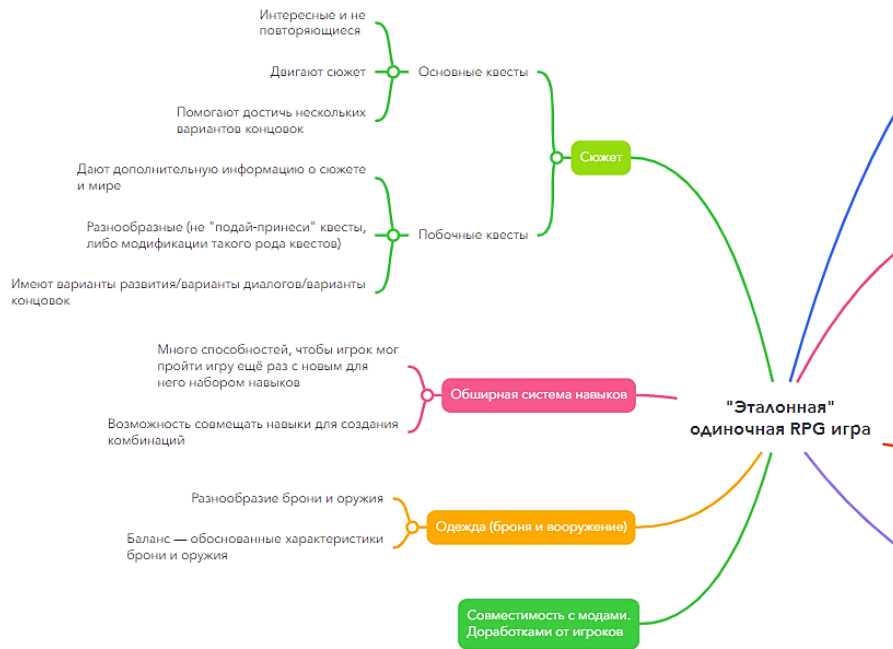 Интересные и не
повторяющиеся
Двигают сюжет
Основные квесты
Помогают достичь нескольких
вариантов концовок
Сюжет
Дают дополнительную информацию о сюжете
и мире
Разнообразные (не "подай-принеси" квесты,
либо модификации такого рода квестов)
Побочные квесты
Имеют варианты развития/варианты диалогов/варианты
концовок
Много способностей, чтобы игрок мог
пройти игру ещё раз с новым для
него набором навыков
Обширная система навыков
Возможность совмещать навыки для создания
комбинаций
"Эталонная"
одиночная RPG игра
Разнообразие брони и оружия
Одежда (броня и вооружение)
Баланс — обоснованные характеристики
брони и оружия
Совместимость с модами.
Доработками от игроков